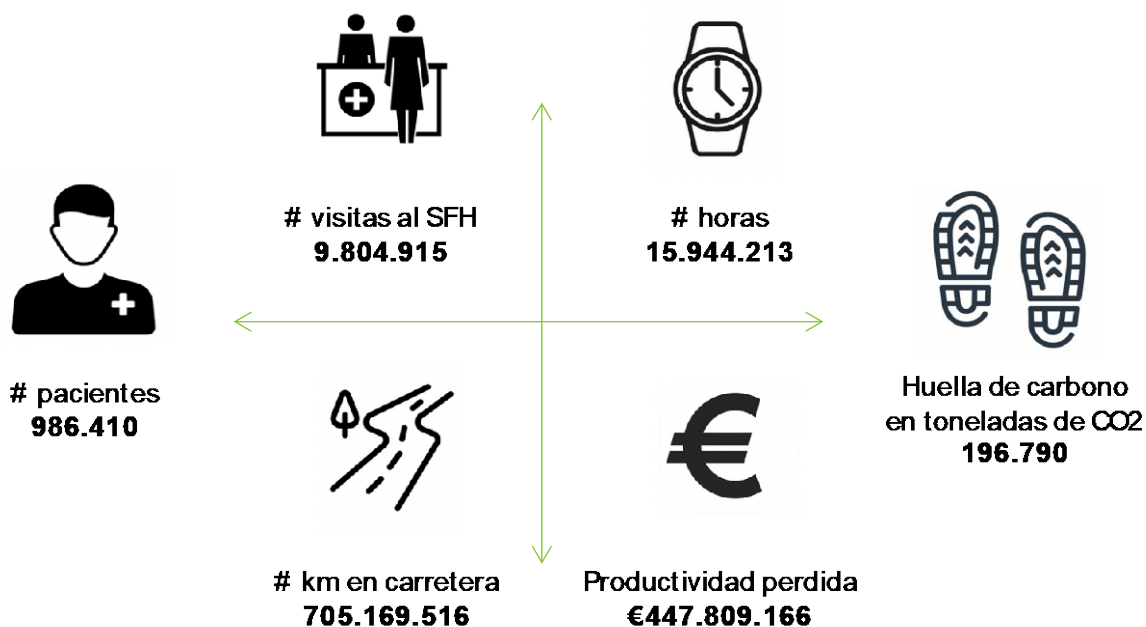 # visitas al SFH
9.804.915
# horas
15.944.213
# pacientes
986.410
Huella de carbono
en toneladas de CO2
196.790
# km en carretera
705.169.516
Productividad perdida
€447.809.166